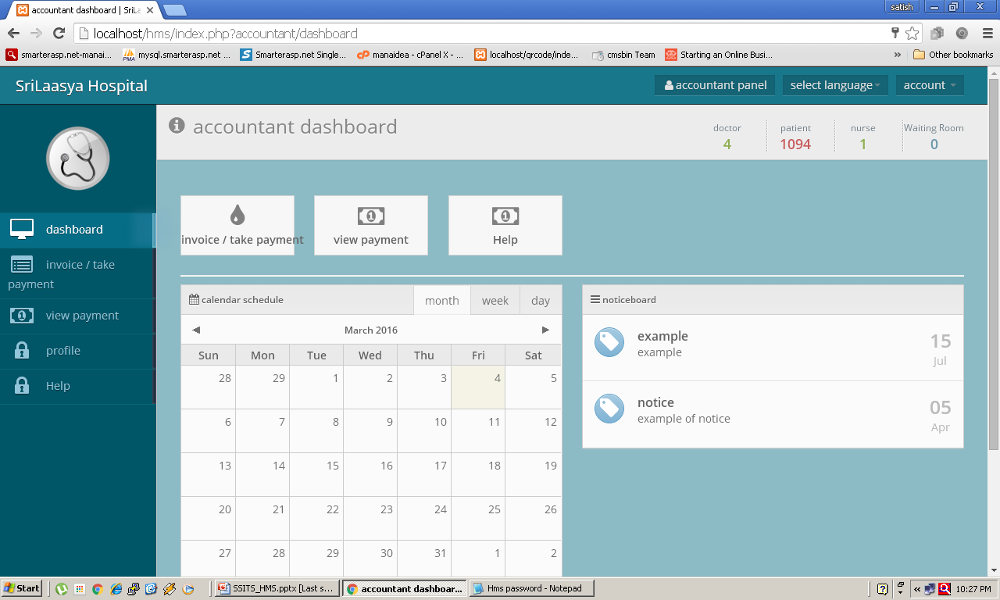 accountant dashboard | SriLa
satish
localhost/hms/index.php?accountant/dashboard
smarterasp.net-manai...
mysql.smarterasp.net ...
Smarterasp.net Single...
managila - cPanel X - ...
localhost/qrcode/inde...
cmsbin Team
Starting an Online Busi...
»
Other bookmarks
SriLaasya Hospital
accountant panel
select language
account
accountant dashboard
doctor
patient
nurse
Waiting Room
4
1094
1
0
dashboard
invoice / take
payment
view payment
profile
Help
invoice / take payment
view payment
Help
calendar schedule
month
week
day
March 2016
Sun Mon Tue Wed Thu Fri Sat
28 29 1 2 3 4 5
6 7 8 9 10 11 12
13 14 15 16 17 18 19
20 21 22 23 24 25 26
27 28 29 30 31 1 2
noticeboard
example
example
15
Jul
notice
example of notice
05
Apr
Start
SSITS_HMS.pptx [Last s...
accountant dashboar...
Hms password - Notepad
10:27 PM